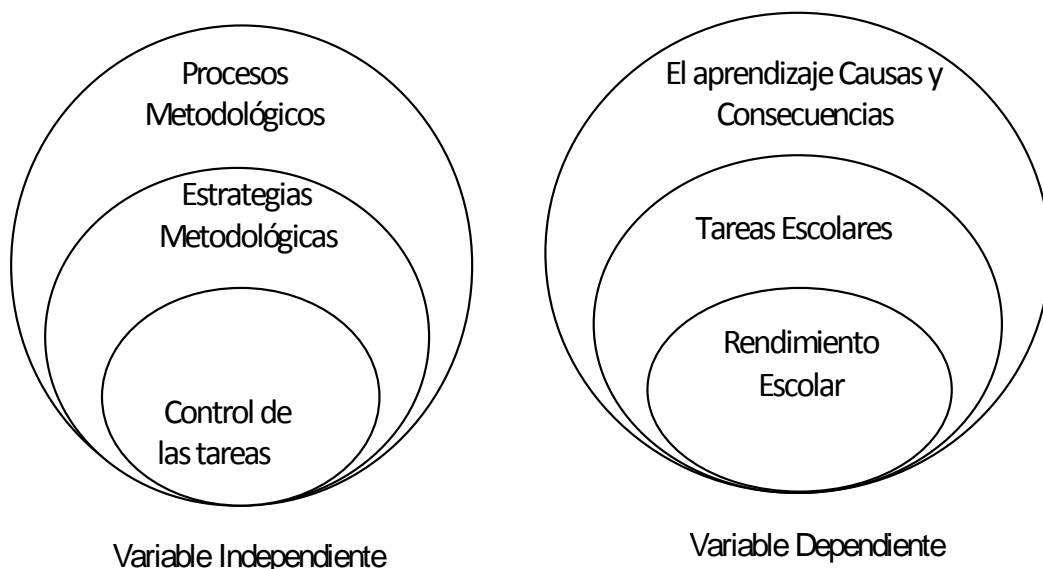 Procesos
Metodológicos
Estrategias
Metodológicas
Control de
las tareas
Variable Independiente
El aprendizaje Causas y
Consecuencias
Tareas Escolares
Rendimiento
Escolar
Variable Dependiente